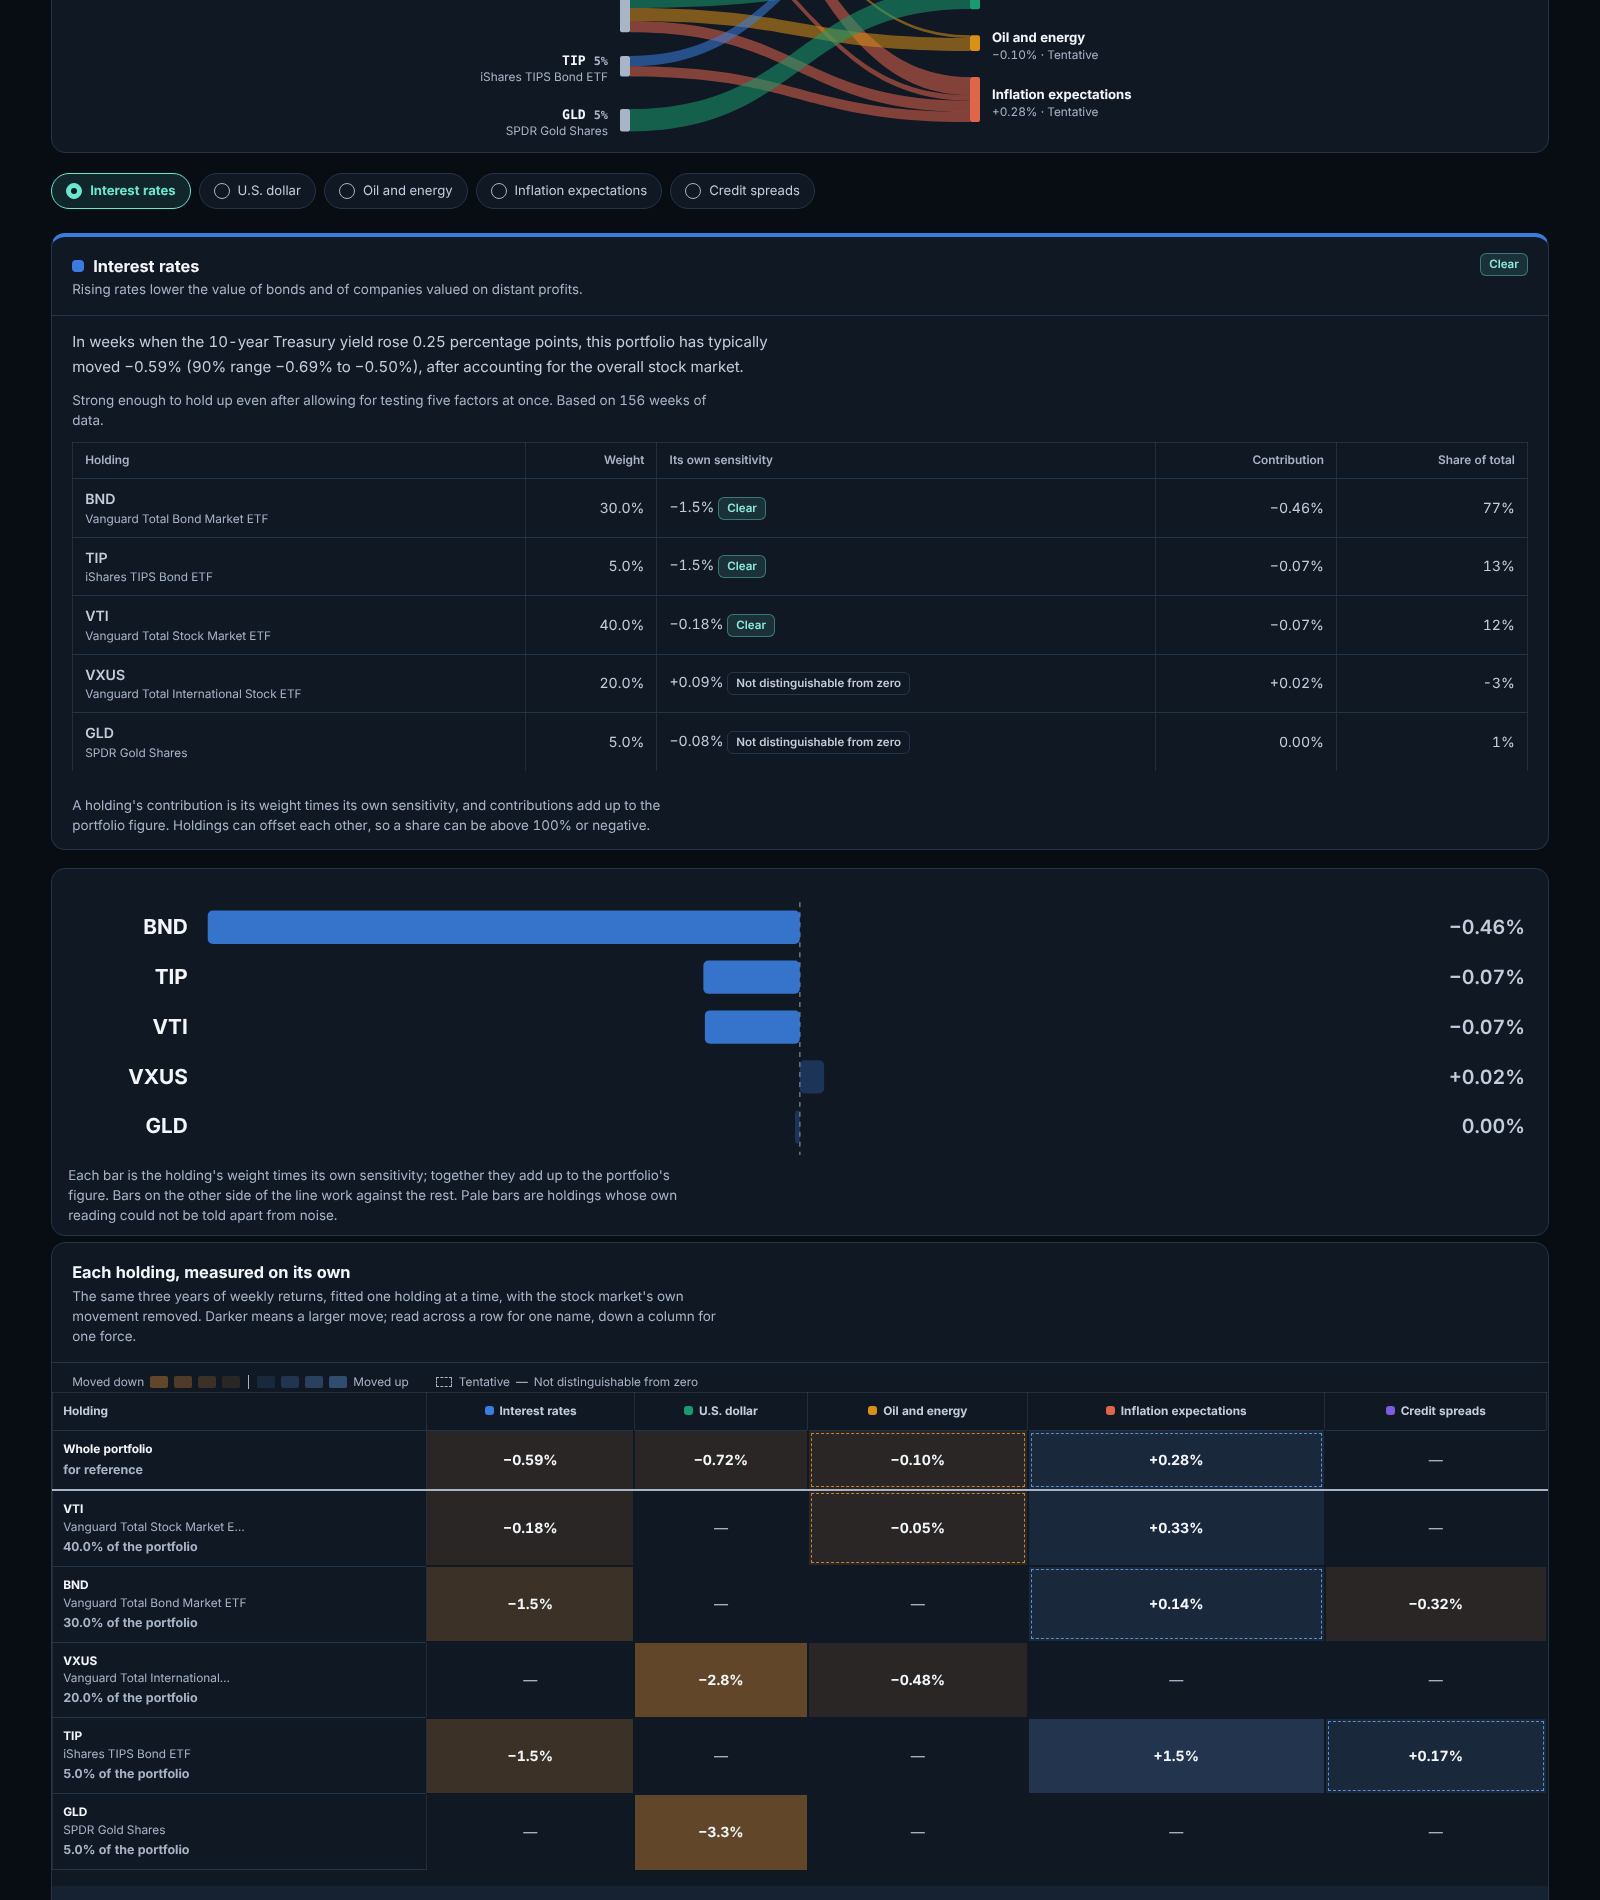 TIP 5%
iShares TIPS Bond ETF
GLD 5%
SPDR Gold Shares
Oil and energy
−0.10% · Tentative
Inflation expectations
+0.28% · Tentative
Interest rates
U.S. dollar
Oil and energy
Inflation expectations
Credit spreads
Interest rates
Clear
Rising rates lower the value of bonds and of companies valued on distant profits.
In weeks when the 10-year Treasury yield rose 0.25 percentage points, this portfolio has typically
moved −0.59% (90% range −0.69% to −0.50%), after accounting for the overall stock market.
Strong enough to hold up even after allowing for testing five factors at once. Based on 156 weeks of
data.
Holding Weight Its own sensitivity Contribution Share of total
BND
Vanguard Total Bond Market ETF
30.0% −1.5% Clear −0.46% 77%
TIP
iShares TIPS Bond ETF
5.0% −1.5% Clear −0.07% 13%
VTI
Vanguard Total Stock Market ETF
40.0% −0.18% Clear −0.07% 12%
VXUS
Vanguard Total International Stock ETF
20.0% +0.09% Not distinguishable from zero +0.02% -3%
GLD
SPDR Gold Shares
5.0% −0.08% Not distinguishable from zero 0.00% 1%
A holding's contribution is its weight times its own sensitivity, and contributions add up to the
portfolio figure. Holdings can offset each other, so a share can be above 100% or negative.
BND −0.46%
TIP −0.07%
VTI −0.07%
VXUS +0.02%
GLD 0.00%
Each bar is the holding's weight times its own sensitivity; together they add up to the portfolio's
figure. Bars on the other side of the line work against the rest. Pale bars are holdings whose own
reading could not be told apart from noise.
Each holding, measured on its own
The same three years of weekly returns, fitted one holding at a time, with the stock market's own
movement removed. Darker means a larger move; read across a row for one name, down a column for
one force.
Moved down Moved up Tentative — Not distinguishable from zero
Holding Interest rates U.S. dollar Oil and energy Inflation expectations Credit spreads
Whole portfolio
for reference
−0.59% −0.72% −0.10% +0.28% —
VTI
Vanguard Total Stock Market E...
40.0% of the portfolio
−0.18% — −0.05% +0.33% —
BND
Vanguard Total Bond Market ETF
30.0% of the portfolio
−1.5% — — +0.14% −0.32%
VXUS
Vanguard Total International...
20.0% of the portfolio
— −2.8% −0.48% — —
TIP
iShares TIPS Bond ETF
5.0% of the portfolio
−1.5% — — +1.5% +0.17%
GLD
SPDR Gold Shares
5.0% of the portfolio
— −3.3% — — —